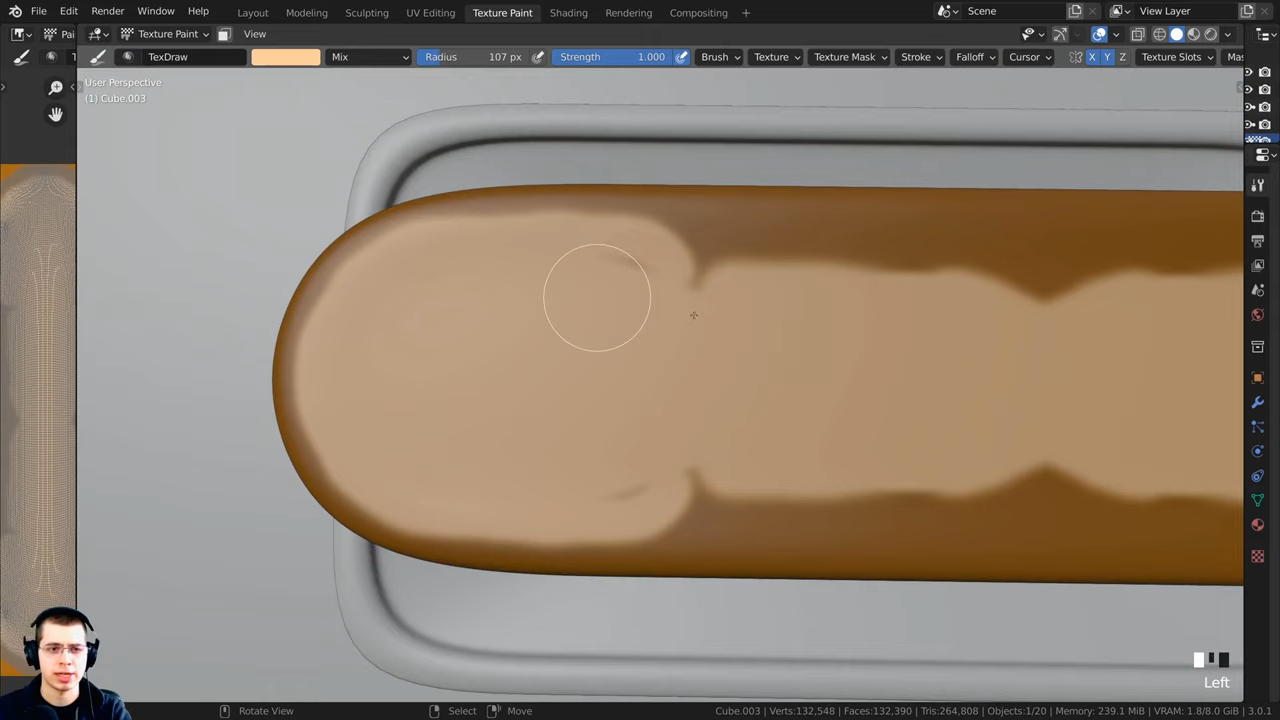 File Edit Render Window Help Layout Modeling Sculpting UV Editing Texture Paint Shading Rendering Compositing + Scene View Layer
Pai Texture Paint View
T TexDraw Mix Radius 107 px Strength 1.000 Brush Texture Texture Mask Stroke Falloff Cursor X Y Z Texture Slots Mas
User Perspective
(1) Cube.003
Left
Rotate View Select Move Cube.003 | Verts:132,548 | Faces:132,390 | Tris:264,808 | Objects:1/20 | Memory: 239.1 MiB | VRAM: 1.8/8.0 GiB | 3.0.1